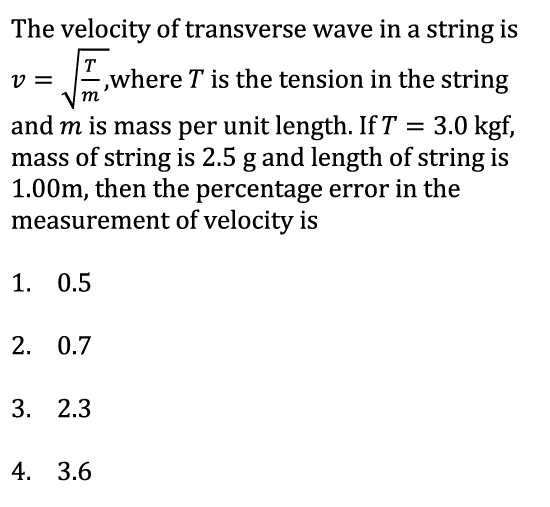 The velocity of transverse wave in a string is
v = √(T/m) ,where T is the tension in the string
and m is mass per unit length. If T = 3.0 kgf,
mass of string is 2.5 g and length of string is
1.00m, then the percentage error in the
measurement of velocity is
1. 0.5
2. 0.7
3. 2.3
4. 3.6